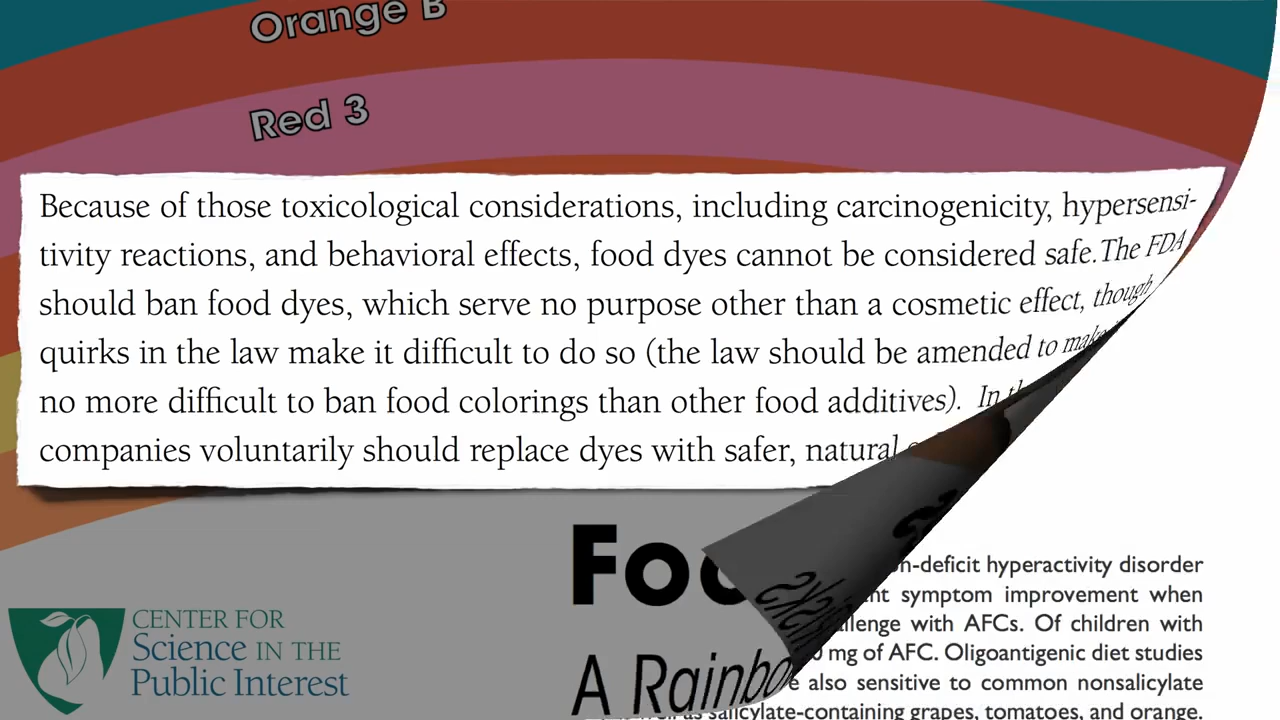 Orange B
Red 3
Because of those toxicological considerations, including carcinogenicity, hypersensi-
tivity reactions, and behavioral effects, food dyes cannot be considered safe. The FDA
should ban food dyes, which serve no purpose other than a cosmetic effect, though
quirks in the law make it difficult to do so (the law should be amended to make
no more difficult to ban food colorings than other food additives). In
companies voluntarily should replace dyes with safer, natural
CENTER FOR
Science IN THE
Public Interest
A Rainbo
n-deficit hyperactivity disorder
symptom improvement when
with AFCs. Of children with
mg of AFC. Oligoantigenic diet studies
also sensitive to common nonsalicylate
as salicylate-containing grapes, tomatoes, and orange.